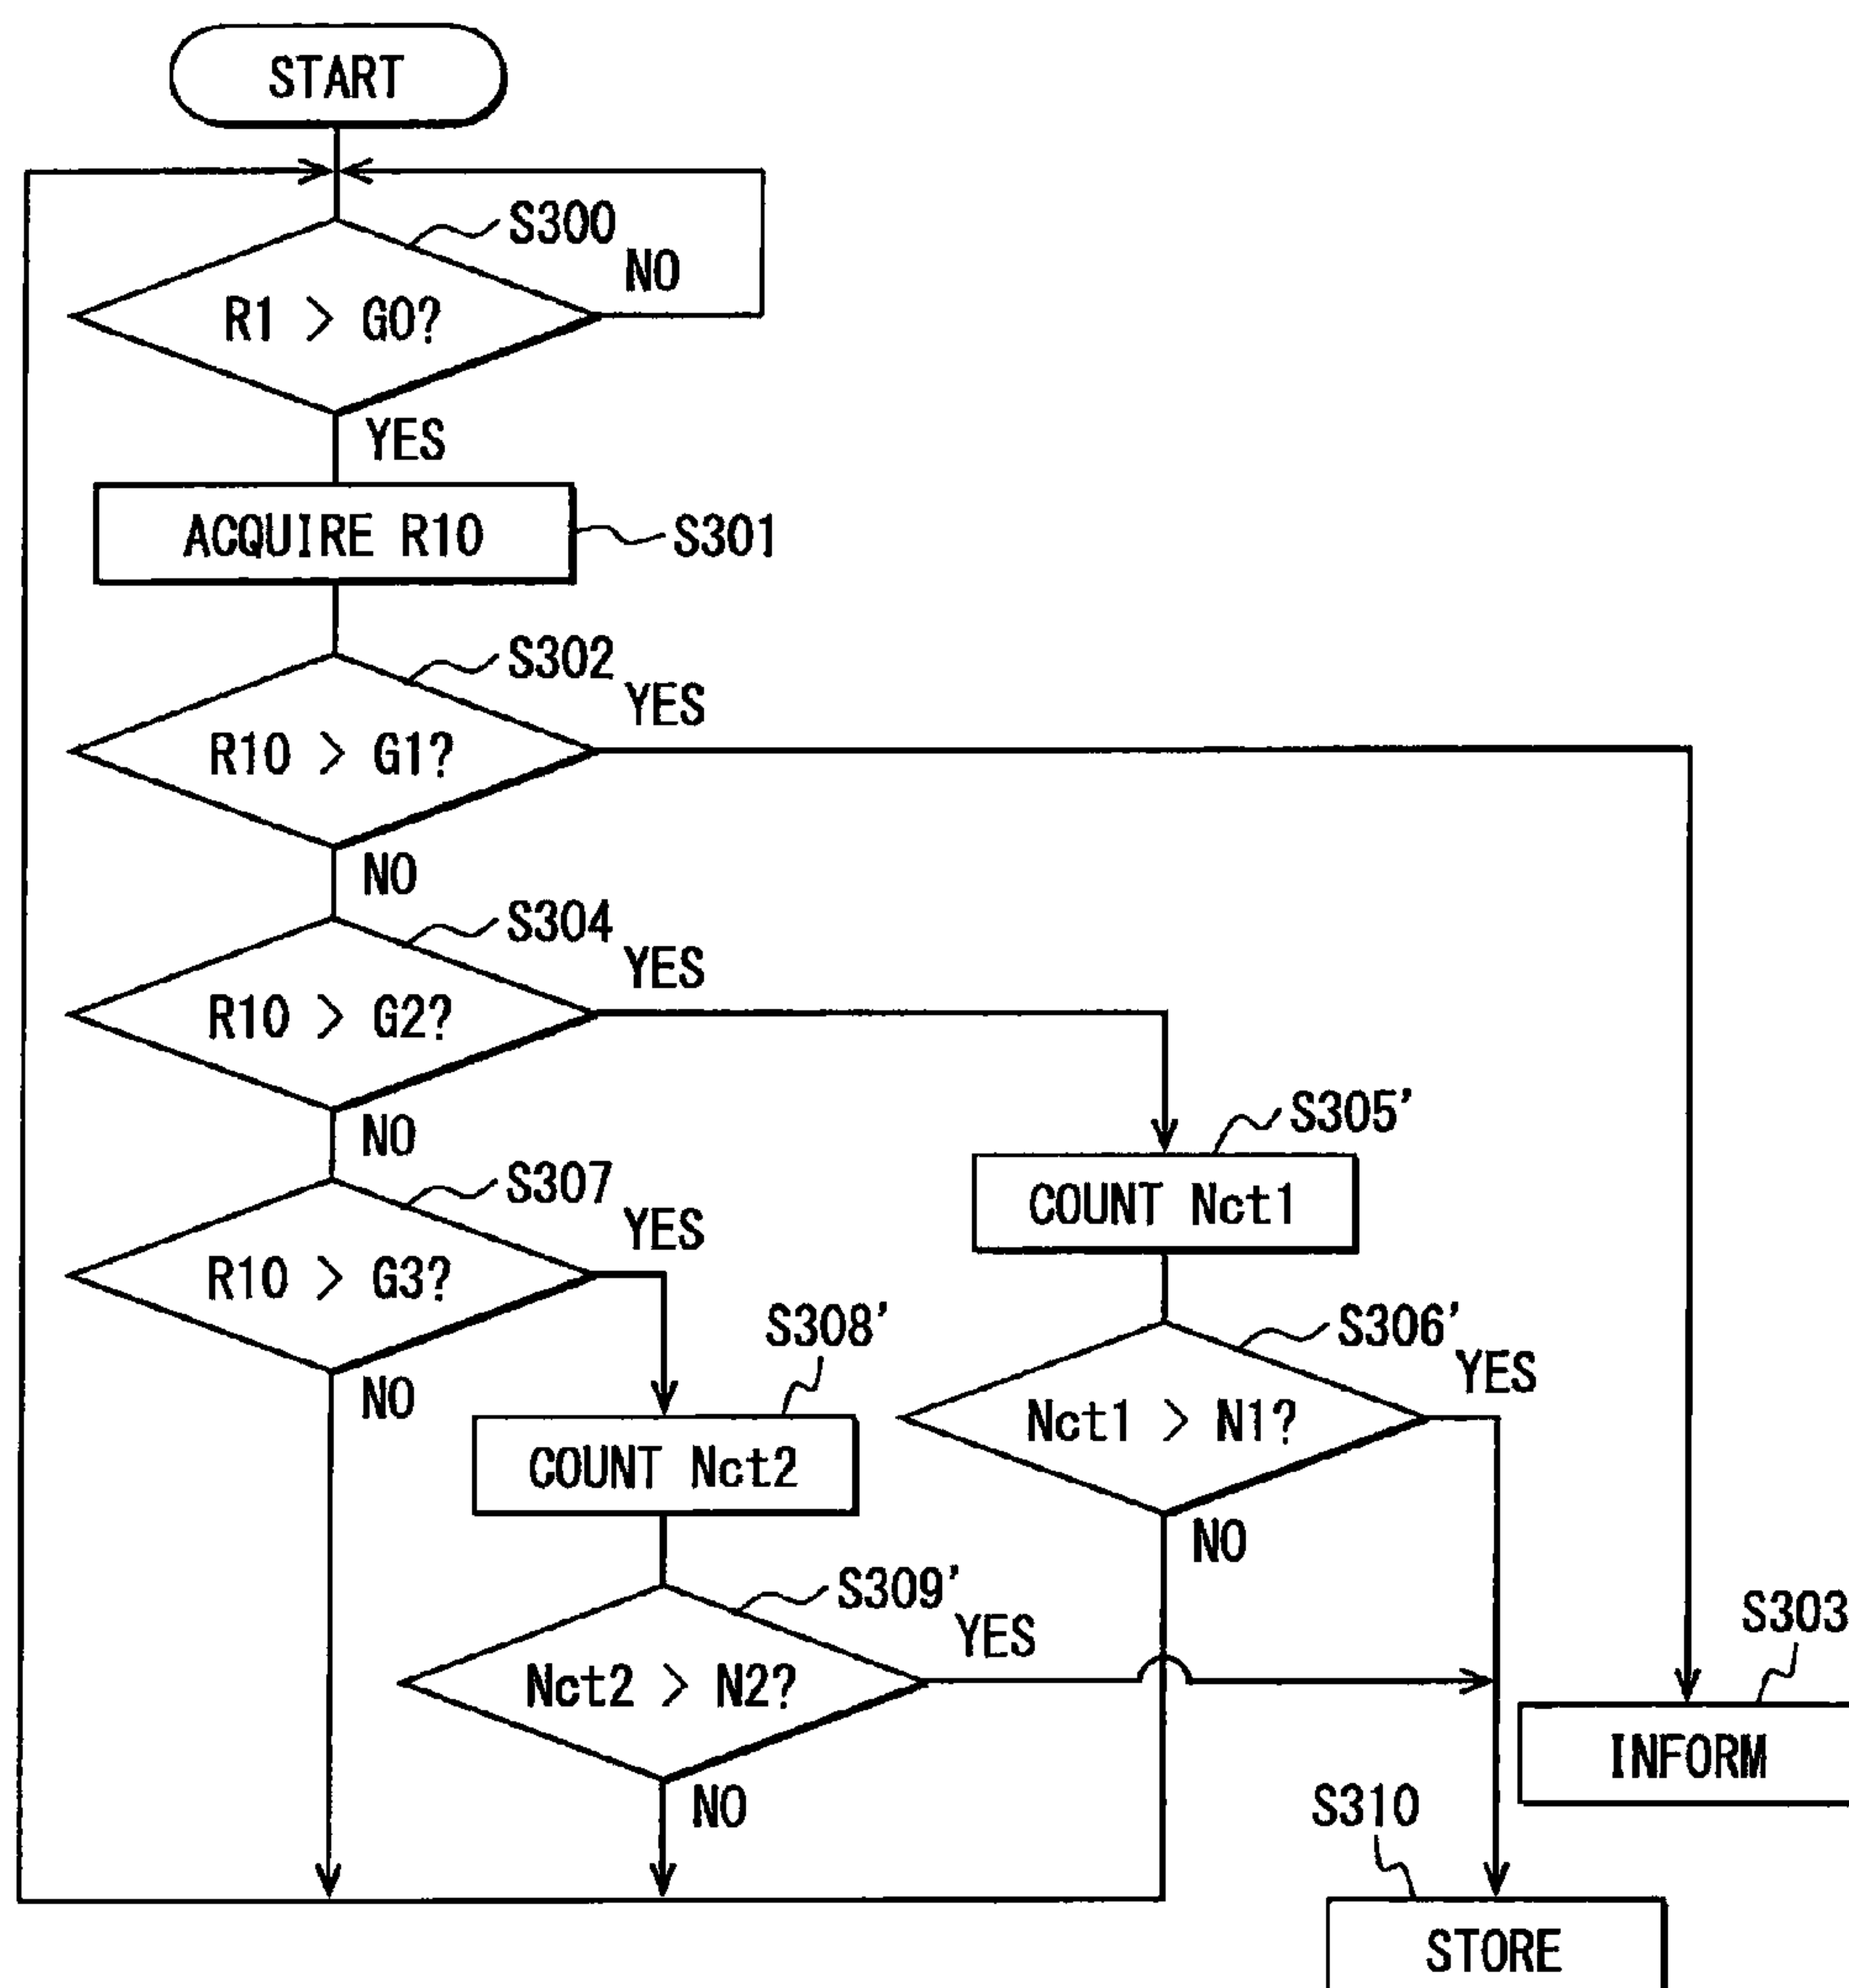 START
S300
NO
R1 > G0?
YES
ACQUIRE R10
S301
S302
YES
R10 > G1?
NO
S304
YES
R10 > G2?
NO
S305'
S307
YES
COUNT Nct1
R10 > G3?
S308'
S306'
YES
NO
Nct1 > N1?
COUNT Nct2
NO
S309'
YES
S303
Nct2 > N2?
INFORM
NO
S310
STORE